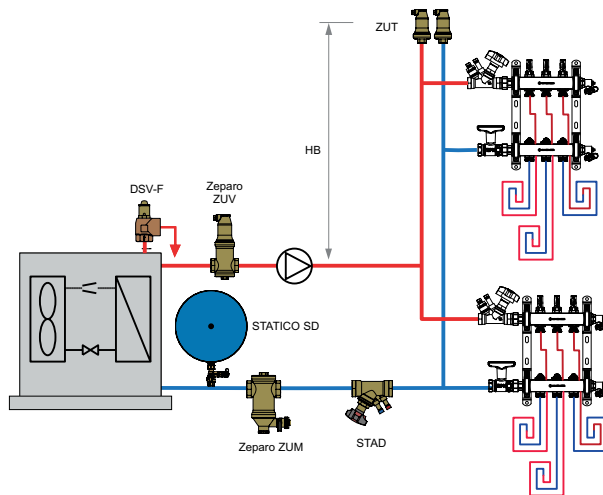 ZUT
HB
DSV-F
Zeparo
ZUV
STATICO SD
Zeparo ZUM
STAD